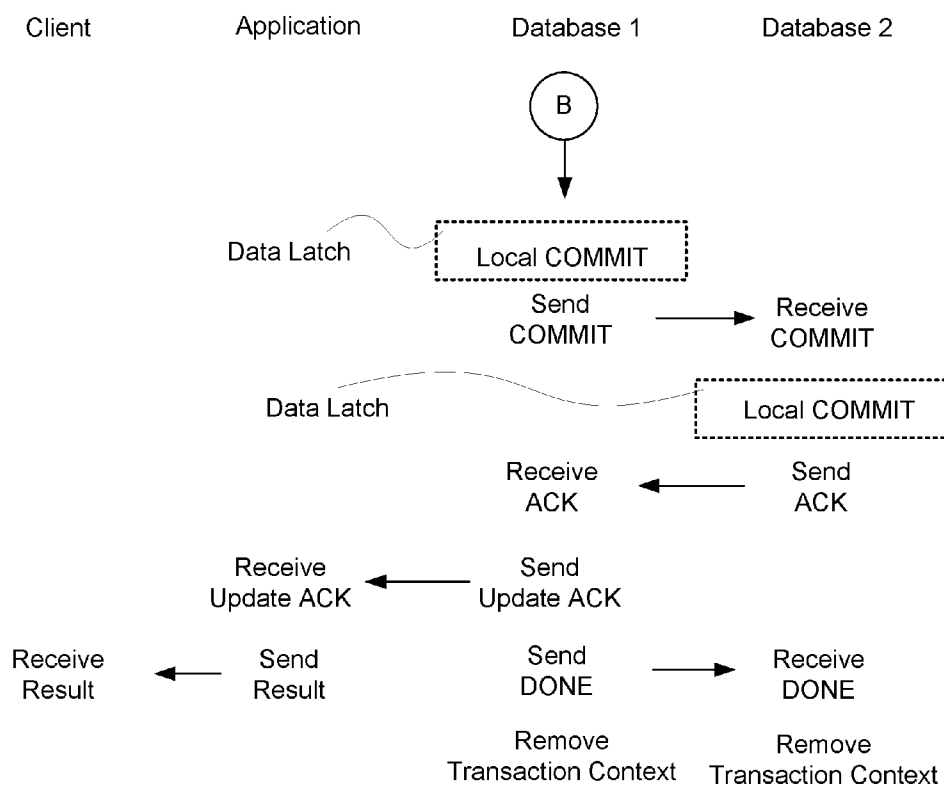 Client Application Database 1 Database 2
B
Data Latch Local COMMIT
Send Receive
COMMIT COMMIT
Data Latch Local COMMIT
Receive Send
ACK ACK
Receive Send
Update ACK Update ACK
Receive Send Send Receive
Result Result DONE DONE
Remove Remove
Transaction Context Transaction Context